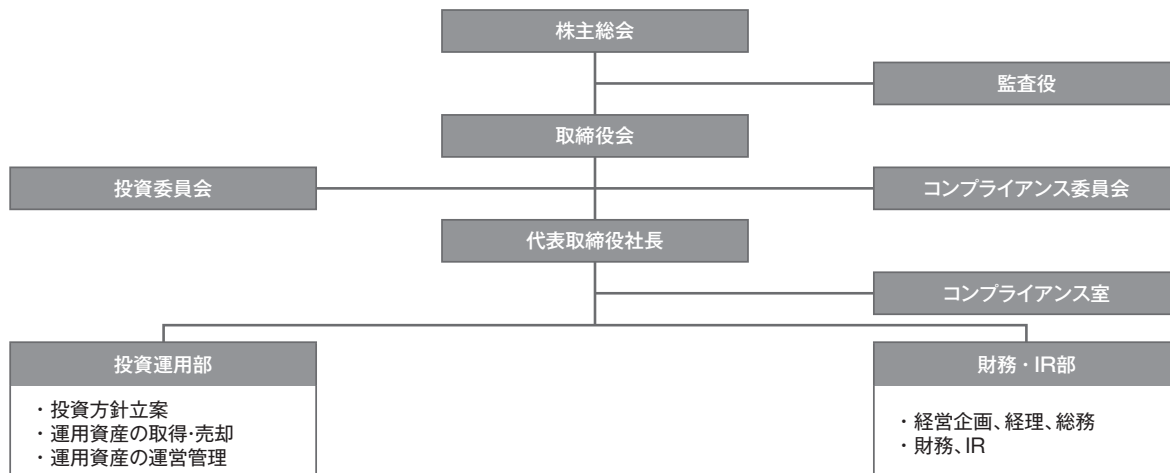 株主総会
監査役
取締役会
投資委員会
コンプライアンス委員会
代表取締役社長
コンプライアンス室
投資運用部
・投資方針立案
・運用資産の取得・売却
・運用資産の運営管理
財務・IR部
・経営企画、経理、総務
・財務、IR